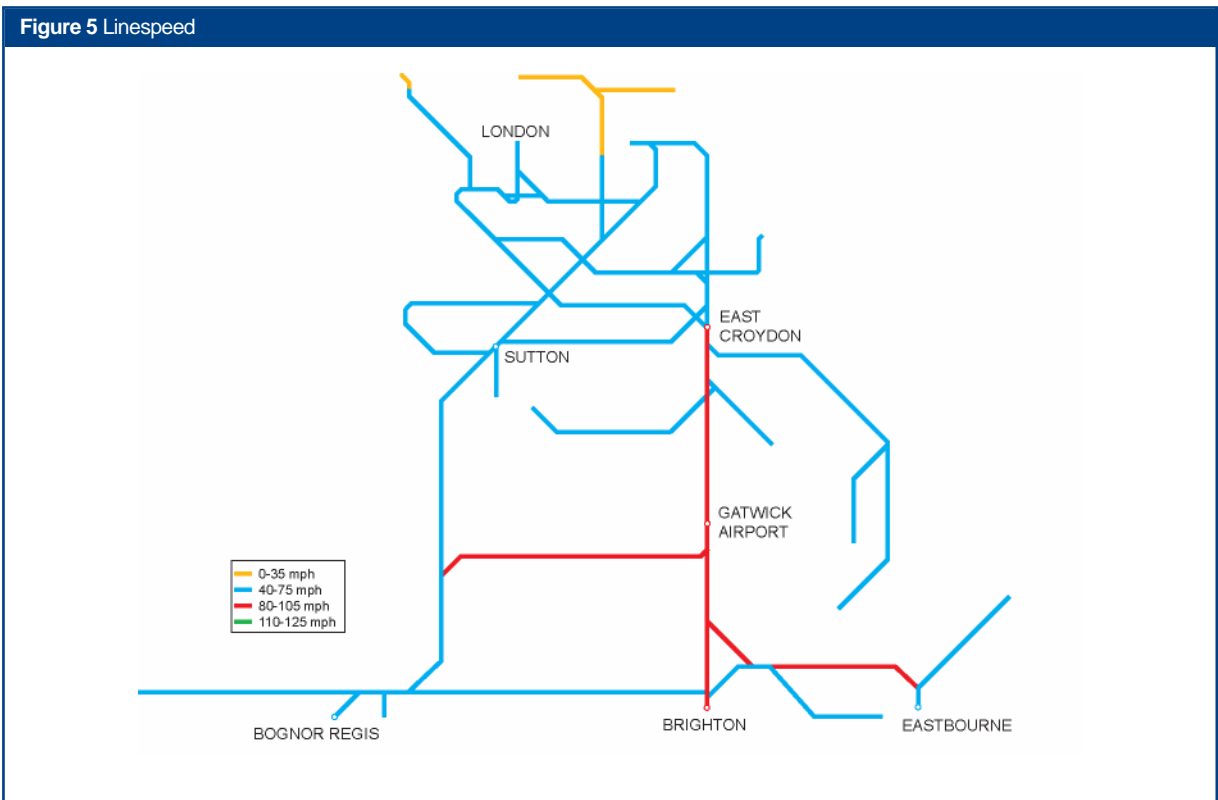 Figure 5 Linespeed
LONDON
EAST
CROYDON
SUTTON
GATWICK
AIRPORT
0-35 mph
40-75 mph
80-105 mph
110-125 mph
BOGNOR REGIS
BRIGHTON
EASTBOURNE